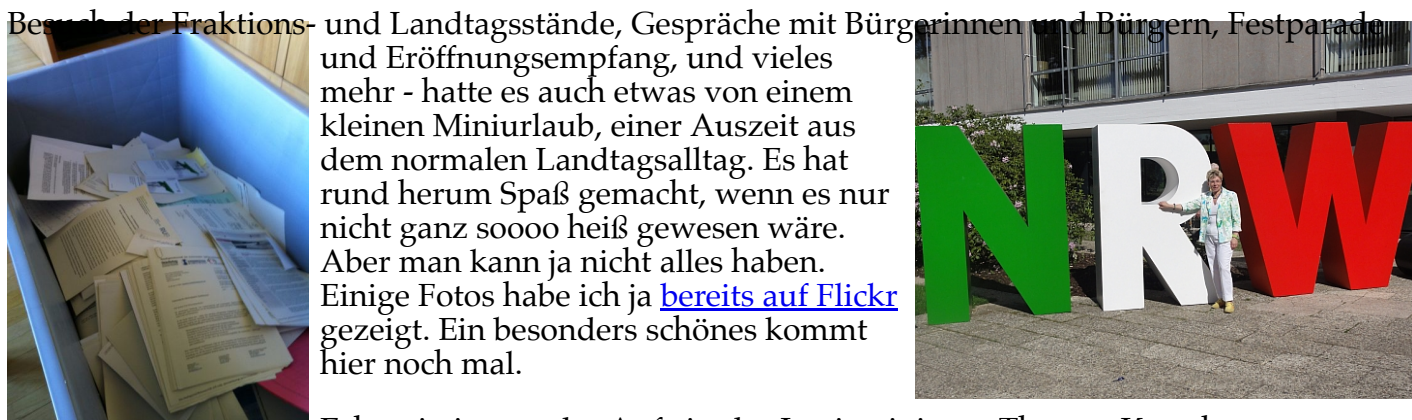 Besuch der Fraktions- und Landtagsstände, Gespräche mit Bürgerinnen und Bürgern, Festparade
und Eröffnungsempfang, und vieles
mehr - hatte es auch etwas von einem
kleinen Miniurlaub, einer Auszeit aus
dem normalen Landtagsalltag. Es hat
rund herum Spaß gemacht, wenn es nur
nicht ganz soooo heiß gewesen wäre.
Aber man kann ja nicht alles haben.
Einige Fotos habe ich ja bereits auf Flickr
gezeigt. Ein besonders schönes kommt
hier noch mal.
NRW